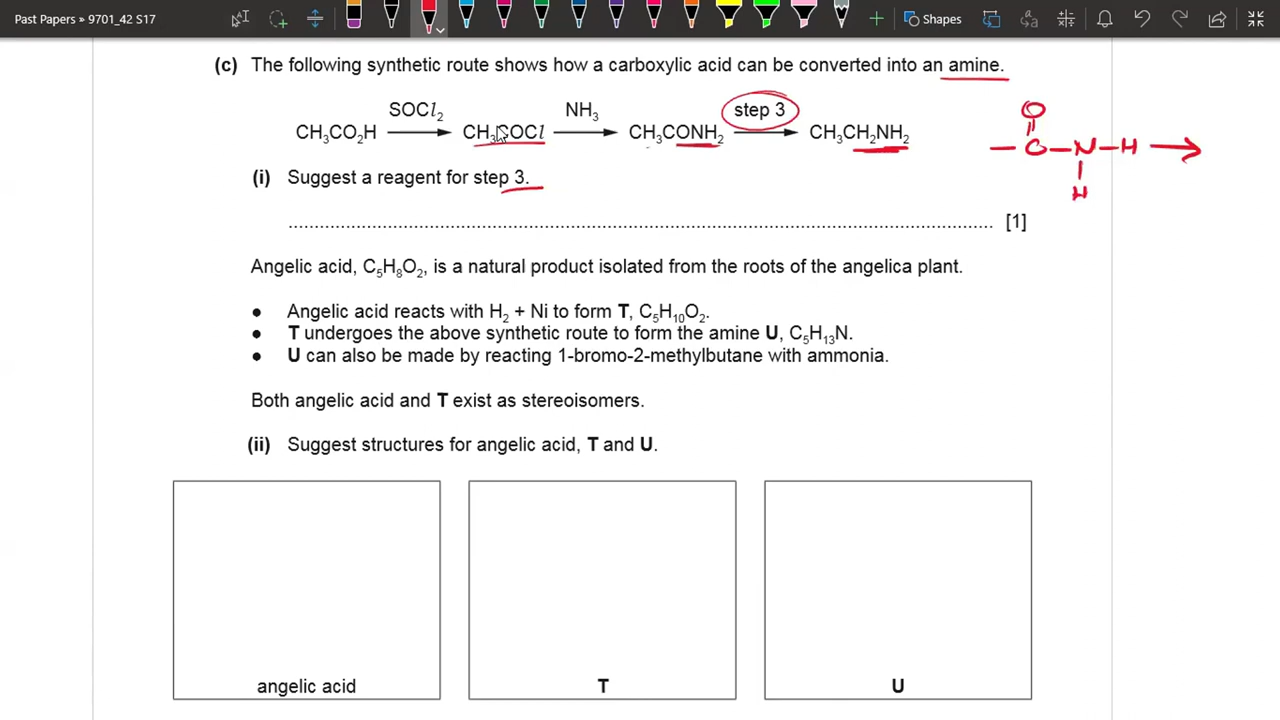 Past Papers » 9701_42 S17
Shapes
(c) The following synthetic route shows how a carboxylic acid can be converted into an amine.
SOCl₂ NH₃ step 3
CH₃CO₂H CH₃COCl CH₃CONH₂ CH₃CH₂NH₂
O
— C — N — H
H
(i) Suggest a reagent for step 3.
.......................................................................................................................................... [1]
Angelic acid, C₅H₈O₂, is a natural product isolated from the roots of the angelica plant.
● Angelic acid reacts with H₂ + Ni to form T, C₅H₁₀O₂.
● T undergoes the above synthetic route to form the amine U, C₅H₁₃N.
● U can also be made by reacting 1-bromo-2-methylbutane with ammonia.
Both angelic acid and T exist as stereoisomers.
(ii) Suggest structures for angelic acid, T and U.
angelic acid T U